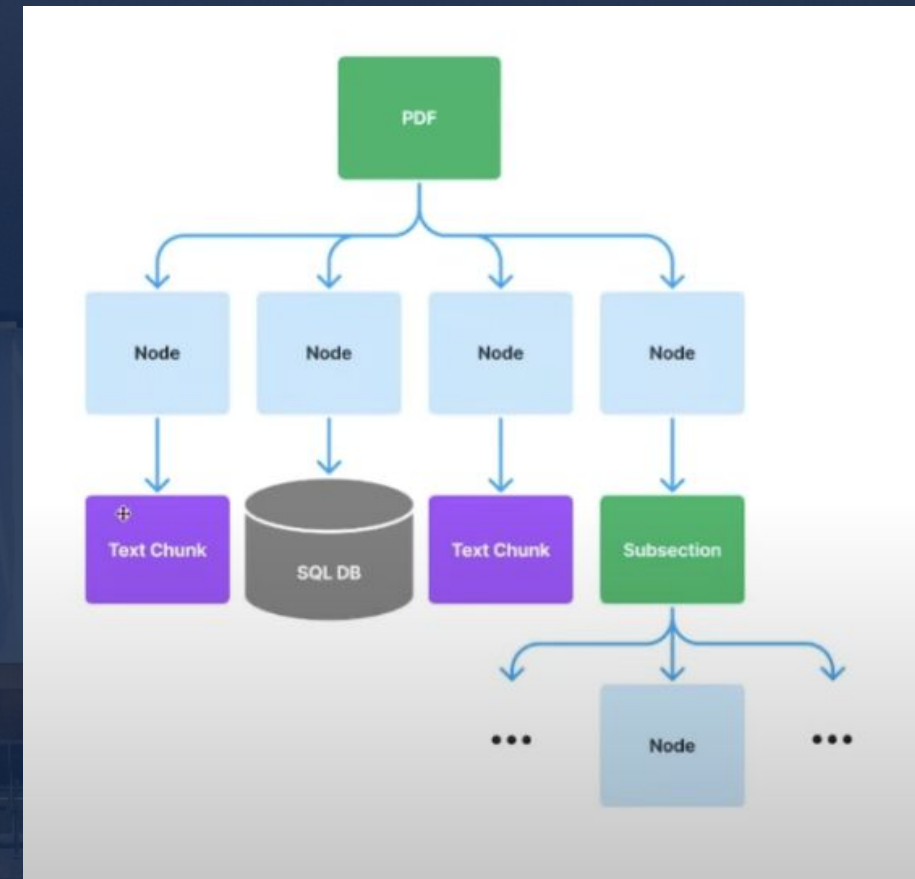 PDF
Node
Node
Node
Node
Text Chunk
SQL DB
Text Chunk
Subsection
•••
Node
•••